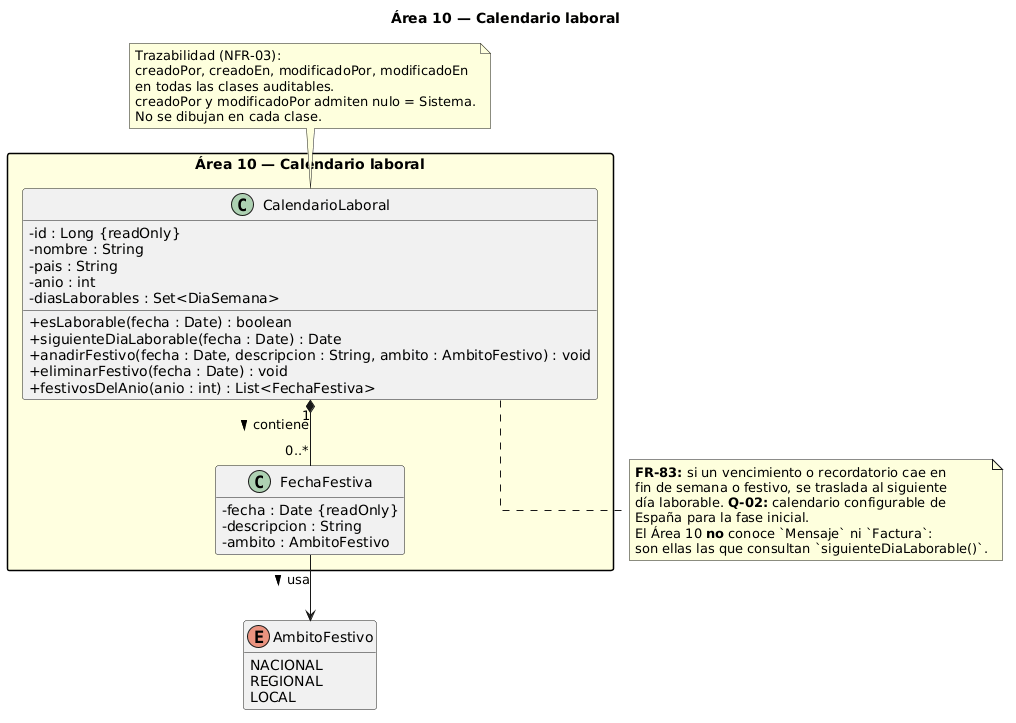 Área 10 — Calendario laboral
Trazabilidad (NFR-03):
creadoPor, creadoEn, modificadoPor, modificadoEn
en todas las clases auditables.
creadoPor y modificadoPor admiten nulo = Sistema.
No se dibujan en cada clase.
Área 10 — Calendario laboral
C CalendarioLaboral
-id : Long {readOnly}
-nombre : String
-pais : String
-anio : int
-diasLaborables : Set<DiaSemana>
+esLaborable(fecha : Date) : boolean
+siguienteDiaLaborable(fecha : Date) : Date
+anadirFestivo(fecha : Date, descripcion : String, ambito : AmbitoFestivo) : void
+eliminarFestivo(fecha : Date) : void
+festivosDelAnio(anio : int) : List<FechaFestiva>
1
contiene
0..*
C FechaFestiva
-fecha : Date {readOnly}
-descripcion : String
-ambito : AmbitoFestivo
FR-83: si un vencimiento o recordatorio cae en
fin de semana o festivo, se traslada al siguiente
día laborable. Q-02: calendario configurable de
España para la fase inicial.
El Área 10 no conoce `Mensaje` ni `Factura`:
son ellas las que consultan `siguienteDiaLaborable()`.
usa
E AmbitoFestivo
NACIONAL
REGIONAL
LOCAL